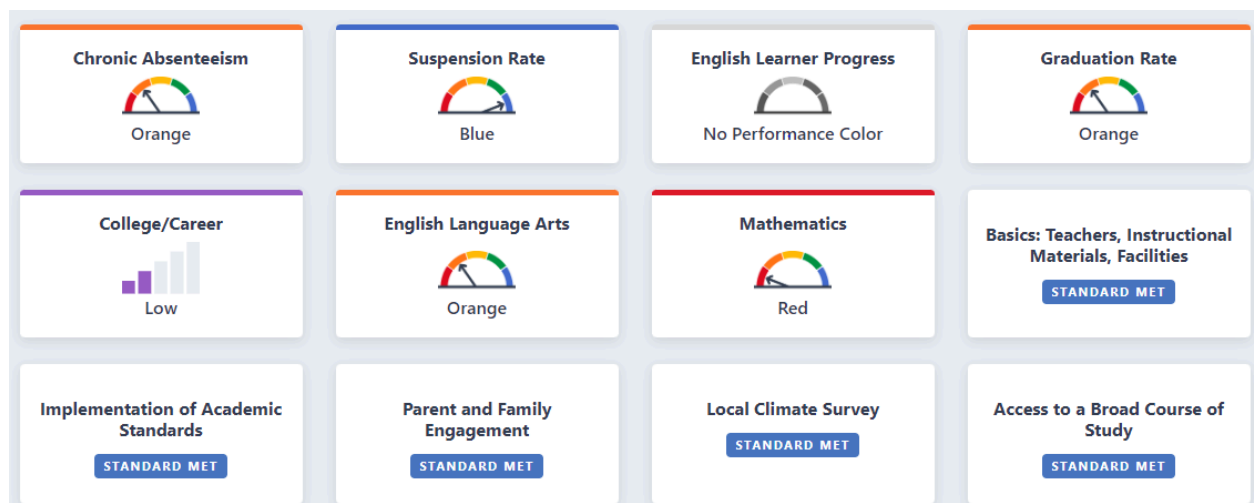 Chronic Absenteeism
Orange
Suspension Rate
Blue
English Learner Progress
No Performance Color
Graduation Rate
Orange
College/Career
Low
English Language Arts
Orange
Mathematics
Red
Basics: Teachers, Instructional
Materials, Facilities
STANDARD MET
Implementation of Academic
Standards
STANDARD MET
Parent and Family
Engagement
STANDARD MET
Local Climate Survey
STANDARD MET
Access to a Broad Course of
Study
STANDARD MET